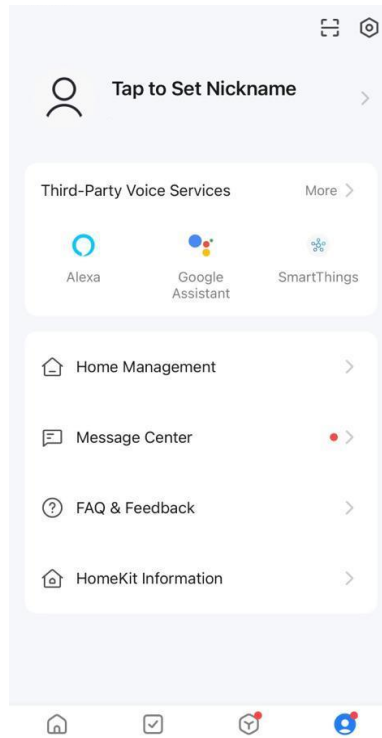 Tap to Set Nickname
Third-Party Voice Services
More
Alexa
Google
Assistant
SmartThings
Home Management
Message Center
FAQ & Feedback
HomeKit Information